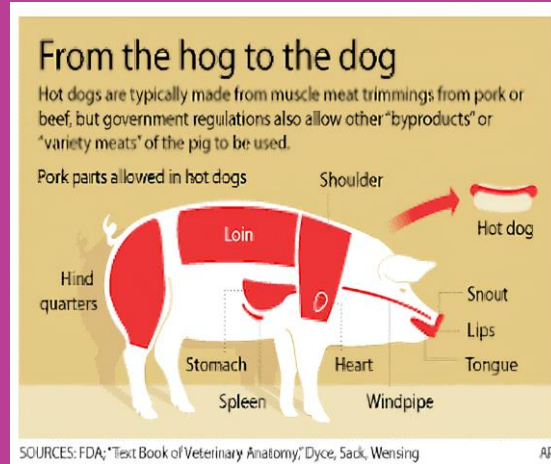 From the hog to the dog
Hot dogs are typically made from muscle meat trimmings from pork or
beef, but government regulations also allow other "byproducts" or
"variety meats" of the pig to be used.
Pork parts allowed in hot dogs
Shoulder
Loin
Hot dog
Hind
quarters
Snout
Lips
Stomach
Heart
Tongue
Spleen
Windpipe
SOURCES: FDA; "Text Book of Veterinary Anatomy," Dyce, Sack, Wensing